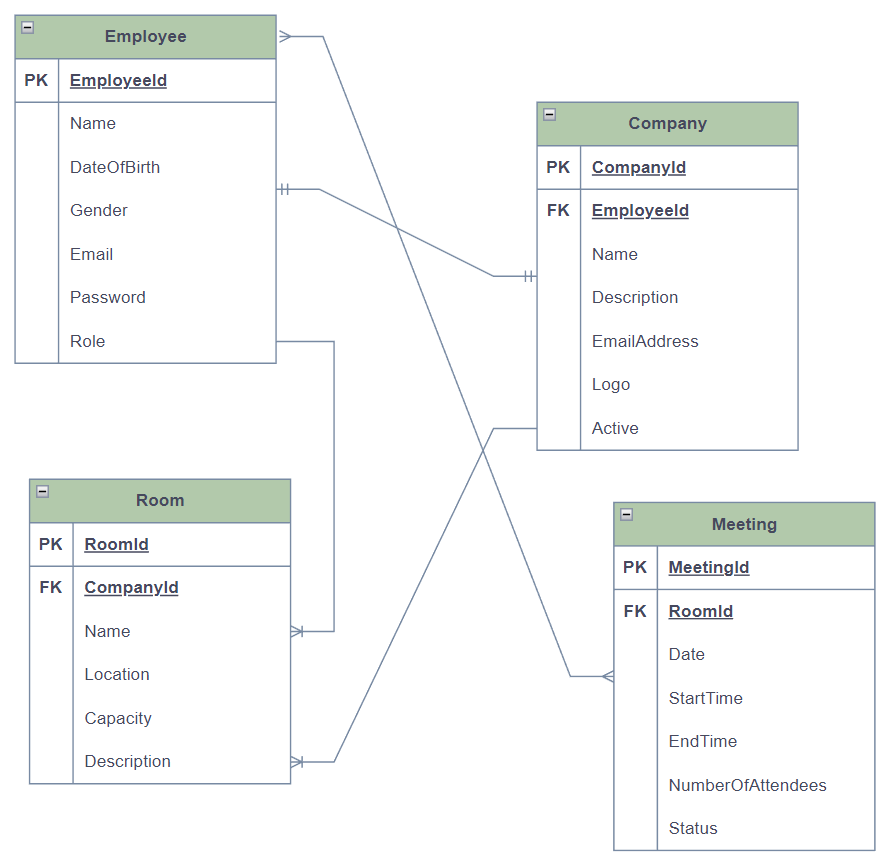 Employee
PK EmployeeId
Name
DateOfBirth
Gender
Email
Password
Role
Company
PK CompanyId
FK EmployeeId
Name
Description
EmailAddress
Logo
Active
Room
PK RoomId
FK CompanyId
Name
Location
Capacity
Description
Meeting
PK MeetingId
FK RoomId
Date
StartTime
EndTime
NumberOfAttendees
Status